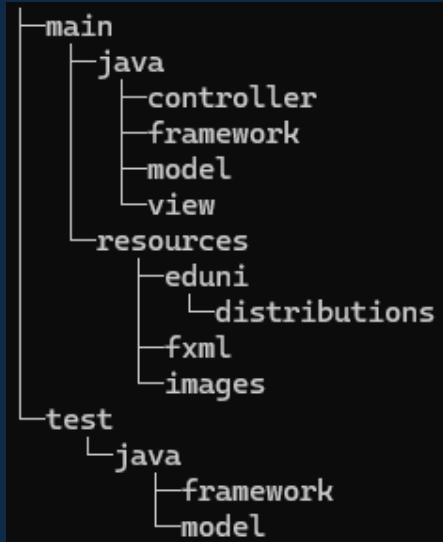 main
java
controller
framework
model
view
resources
eduni
distributions
fxml
images
test
java
framework
model